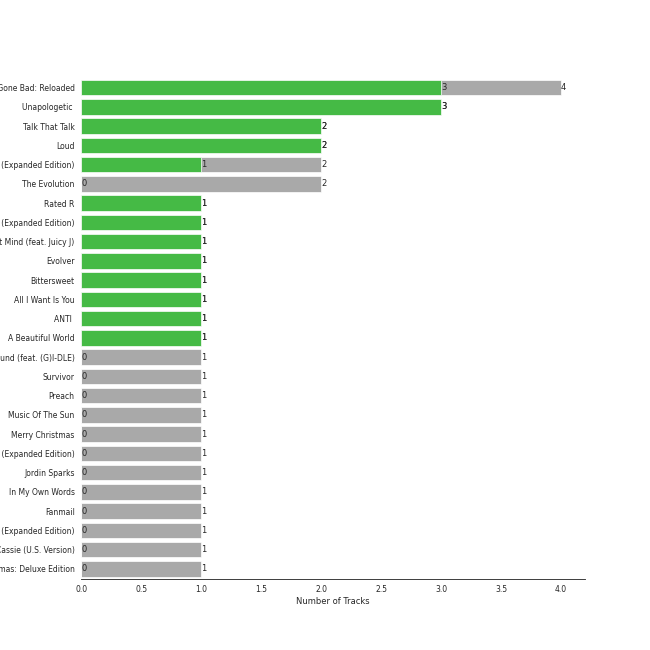 Gone Bad: Reloaded 3 4
Unapologetic 3
Talk That Talk 2
Loud 2
(Expanded Edition) 1 2
The Evolution 0 2
Rated R 1
(Expanded Edition) 1
t Mind (feat. Juicy J) 1
Evolver 1
Bittersweet 1
All I Want Is You 1
ANTI 1
A Beautiful World 1
und (feat. (G)I-DLE) 0 1
Survivor 0 1
Preach 0 1
Music Of The Sun 0 1
Merry Christmas 0 1
(Expanded Edition) 0 1
Jordin Sparks 0 1
In My Own Words 0 1
Fanmail 0 1
(Expanded Edition) 0 1
Cassie (U.S. Version) 0 1
mas: Deluxe Edition 0 1
0.0 0.5 1.0 1.5 2.0 2.5 3.0 3.5 4.0
Number of Tracks